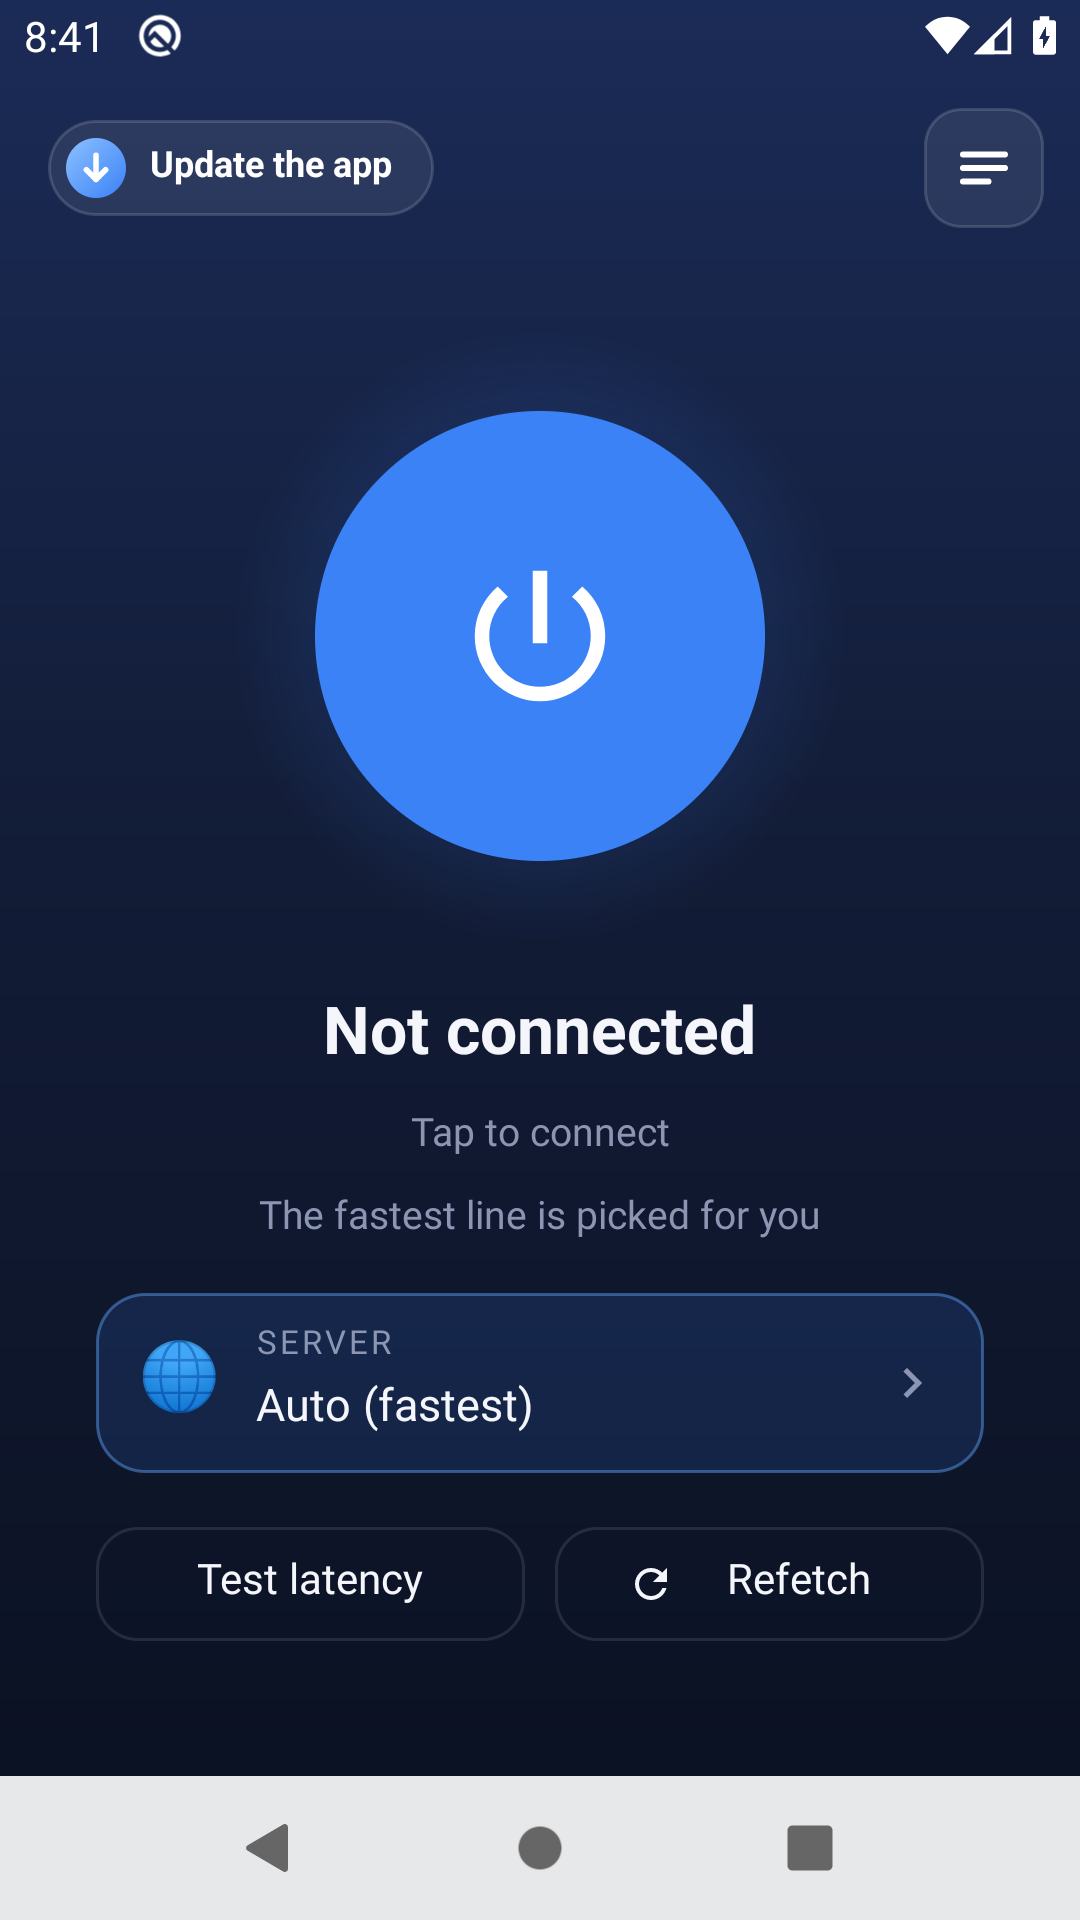 8:41
Update the app
Not connected
Tap to connect
The fastest line is picked for you
SERVER
Auto (fastest)
Test latency
Refetch